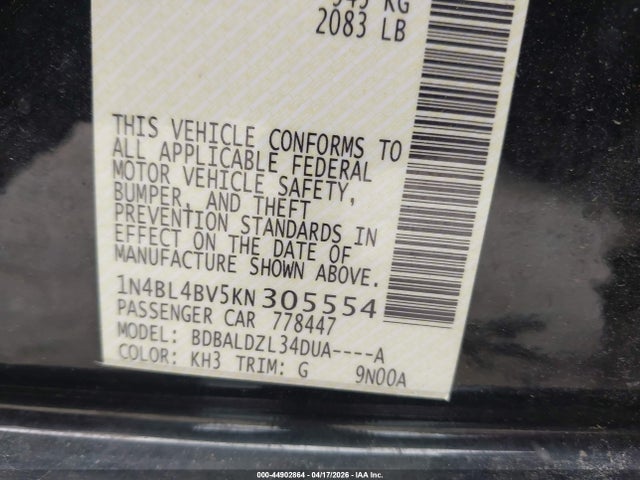 2083 LB
THIS VEHICLE CONFORMS TO
ALL APPLICABLE FEDERAL
MOTOR VEHICLE SAFETY,
BUMPER, AND THEFT
PREVENTION STANDARDS IN
EFFECT ON THE DATE OF
MANUFACTURE SHOWN ABOVE.
1N4BL4BV5KN305554
PASSENGER CAR 778447
MODEL: BDBALDZL34DUA----A
COLOR: KH3 TRIM: G 9N00A
000-44902864 - 04/17/2026 - IAA Inc.